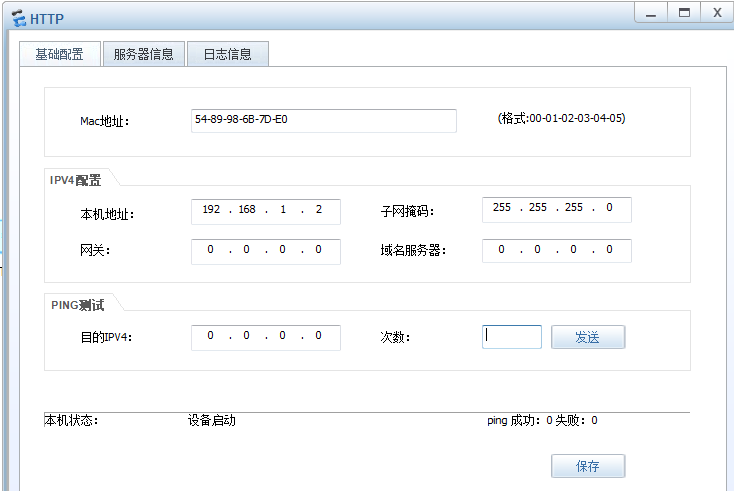 HTTP
基础配置 服务器信息 日志信息
Mac地址: 54-89-98-6B-7D-E0 (格式:00-01-02-03-04-05)
IPV4配置
本机地址: 192 . 168 . 1 . 2 子网掩码: 255 . 255 . 255 . 0
网关: 0 . 0 . 0 . 0 域名服务器: 0 . 0 . 0 . 0
PING测试
目的IPV4: 0 . 0 . 0 . 0 次数: 发送
本机状态: 设备启动 ping 成功: 0 失败: 0
保存